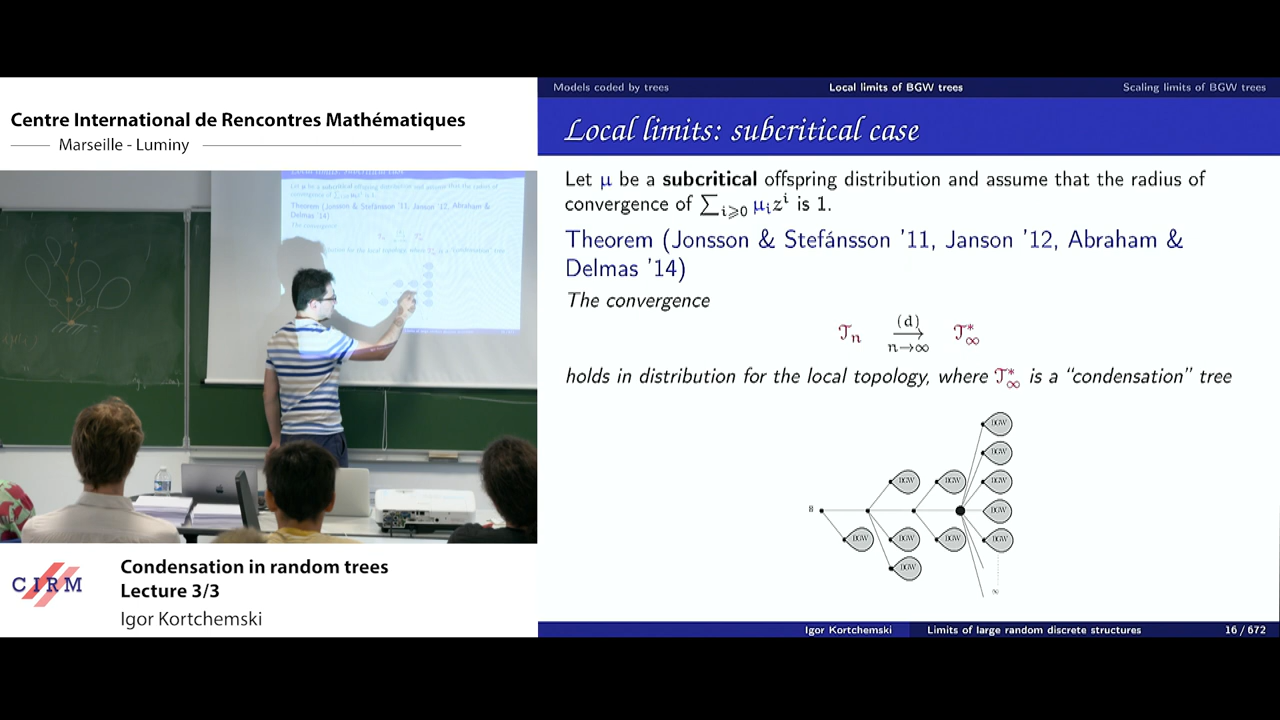 Centre International de Rencontres Mathématiques
Marseille - Luminy
Condensation in random trees
Lecture 3/3
Igor Kortchemski
CIRM
Models coded by trees
Local limits of BGW trees
Scaling limits of BGW trees
Local limits: subcritical case
Let μ be a subcritical offspring distribution and assume that the radius of
convergence of ∑_{i⩾0} μ_i z^i is 1.
Theorem (Jonsson & Stefánsson '11, Janson '12, Abraham &
Delmas '14)
The convergence
𝒯_n →^{(d)}_{n→∞} 𝒯^*_∞
holds in distribution for the local topology, where 𝒯^*_∞ is a “condensation” tree
BGW
BGW
BGW
BGW
BGW
BGW
BGW
BGW
BGW
BGW
BGW
∞
Igor Kortchemski
Limits of large random discrete structures
16 / 672